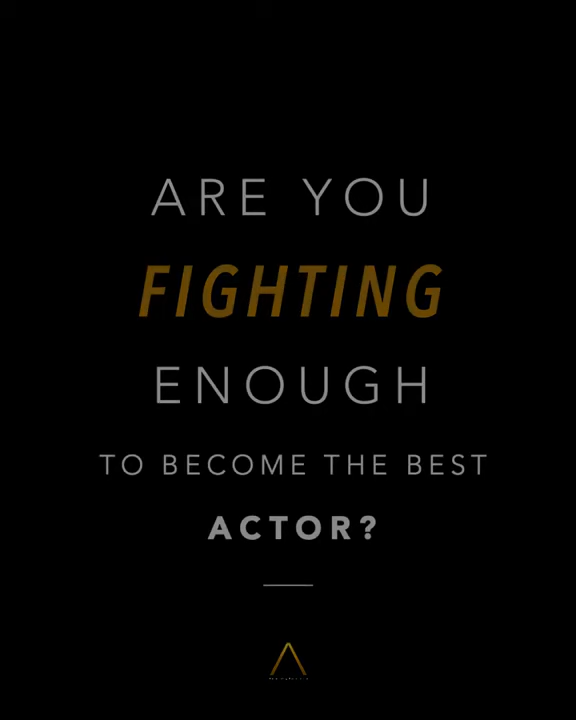 ARE YOU
FIGHTING
ENOUGH
TO BECOME THE BEST
ACTOR?